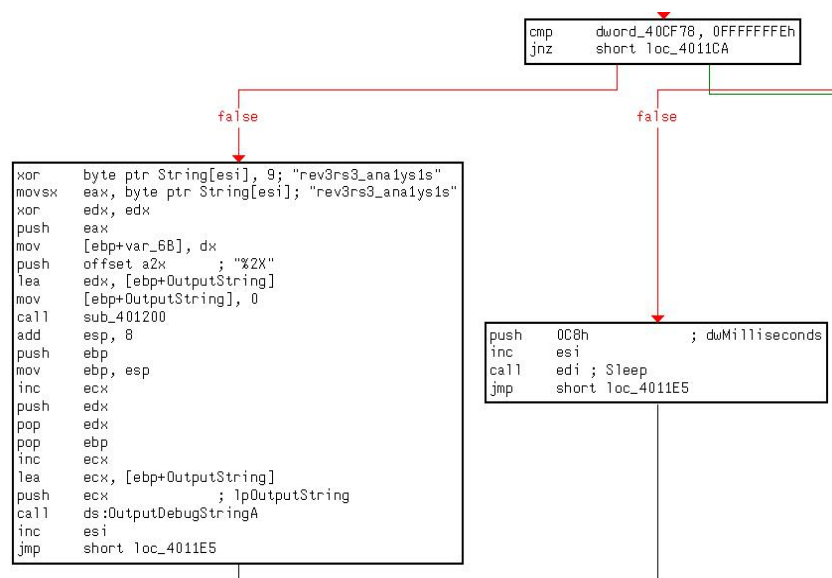 cmp dword_40CF78, 0FFFFFFFEh
jnz short loc_4011CA
false
false
xor byte ptr String[esi], 9; "rev3rs3_ana1ys1s"
movsx eax, byte ptr String[esi]; "rev3rs3_ana1ys1s"
xor edx, edx
push eax
mov [ebp+var_6B], dx
push offset a2x ; "%2X"
lea edx, [ebp+OutputString]
mov [ebp+OutputString], 0
call sub_401200
add esp, 8
push ebp
mov ebp, esp
inc ecx
push edx
pop edx
pop ebp
inc ecx
lea ecx, [ebp+OutputString]
push ecx ; lpOutputString
call ds:OutputDebugStringA
inc esi
jmp short loc_4011E5
push 0C8h ; dwMilliseconds
inc esi
call edi ; Sleep
jmp short loc_4011E5